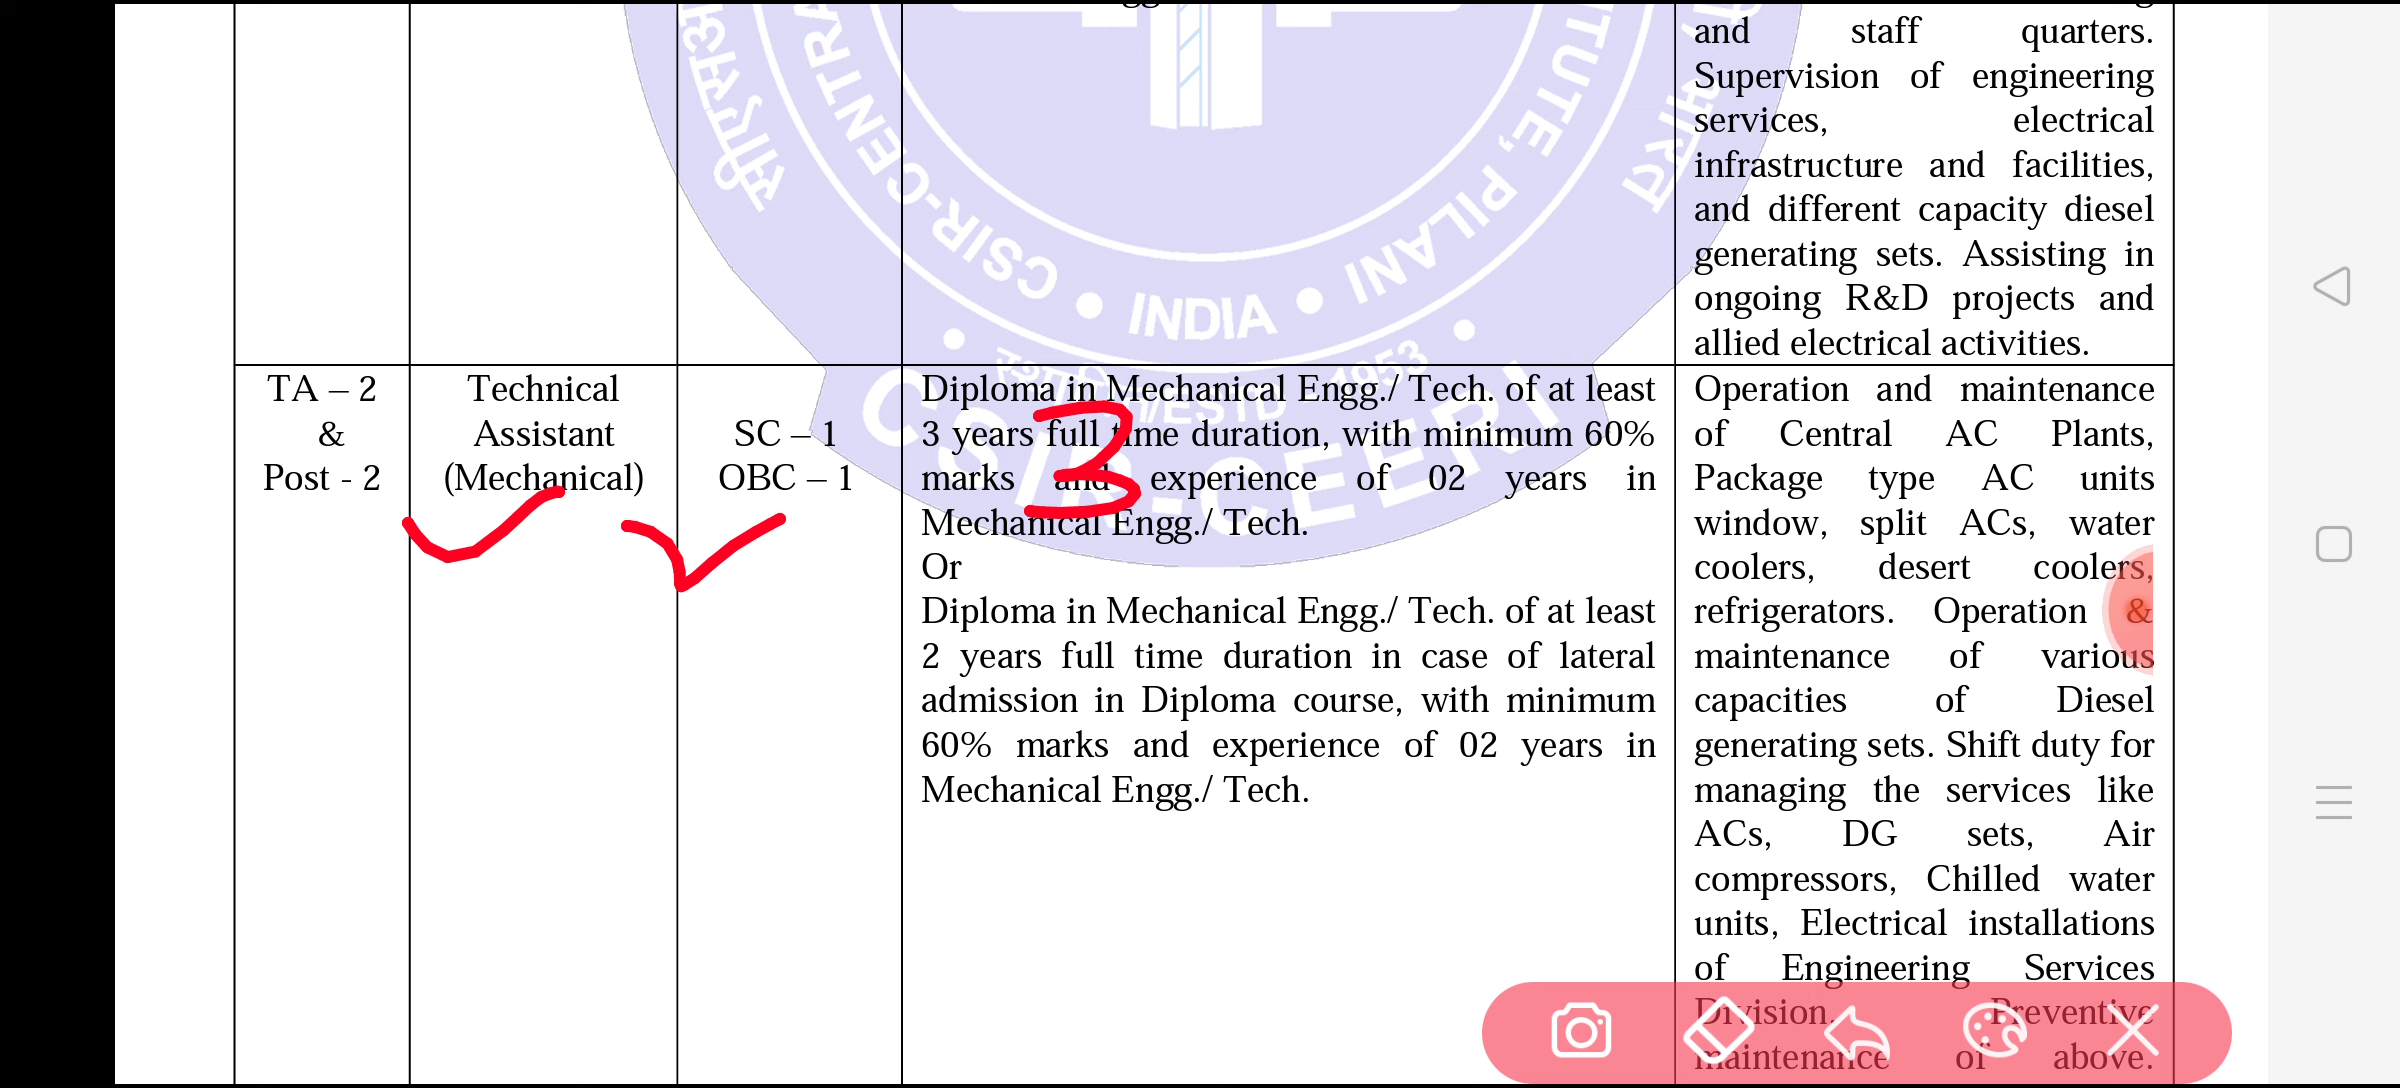 and staff quarters.
Supervision of engineering
services, electrical
infrastructure and facilities,
and different capacity diesel
generating sets. Assisting in
ongoing R&D projects and
allied electrical activities.
TA – 2
&
Post - 2
Technical
Assistant
(Mechanical)
SC – 1
OBC – 1
Diploma in Mechanical Engg./ Tech. of at least
3 years full time duration, with minimum 60%
marks and experience of 02 years in
Mechanical Engg./ Tech.
Or
Diploma in Mechanical Engg./ Tech. of at least
2 years full time duration in case of lateral
admission in Diploma course, with minimum
60% marks and experience of 02 years in
Mechanical Engg./ Tech.
3
Operation and maintenance
of Central AC Plants,
Package type AC units
window, split ACs, water
coolers, desert coolers,
refrigerators. Operation &
maintenance of various
capacities of Diesel
generating sets. Shift duty for
managing the services like
ACs, DG sets, Air
compressors, Chilled water
units, Electrical installations
of Engineering Services
Division. Preventive
maintenance of above.
CSIR-CENTRA
INDIA
TUTE, PILANI
भारत
1953
/ESTD
CSIR-CEERI